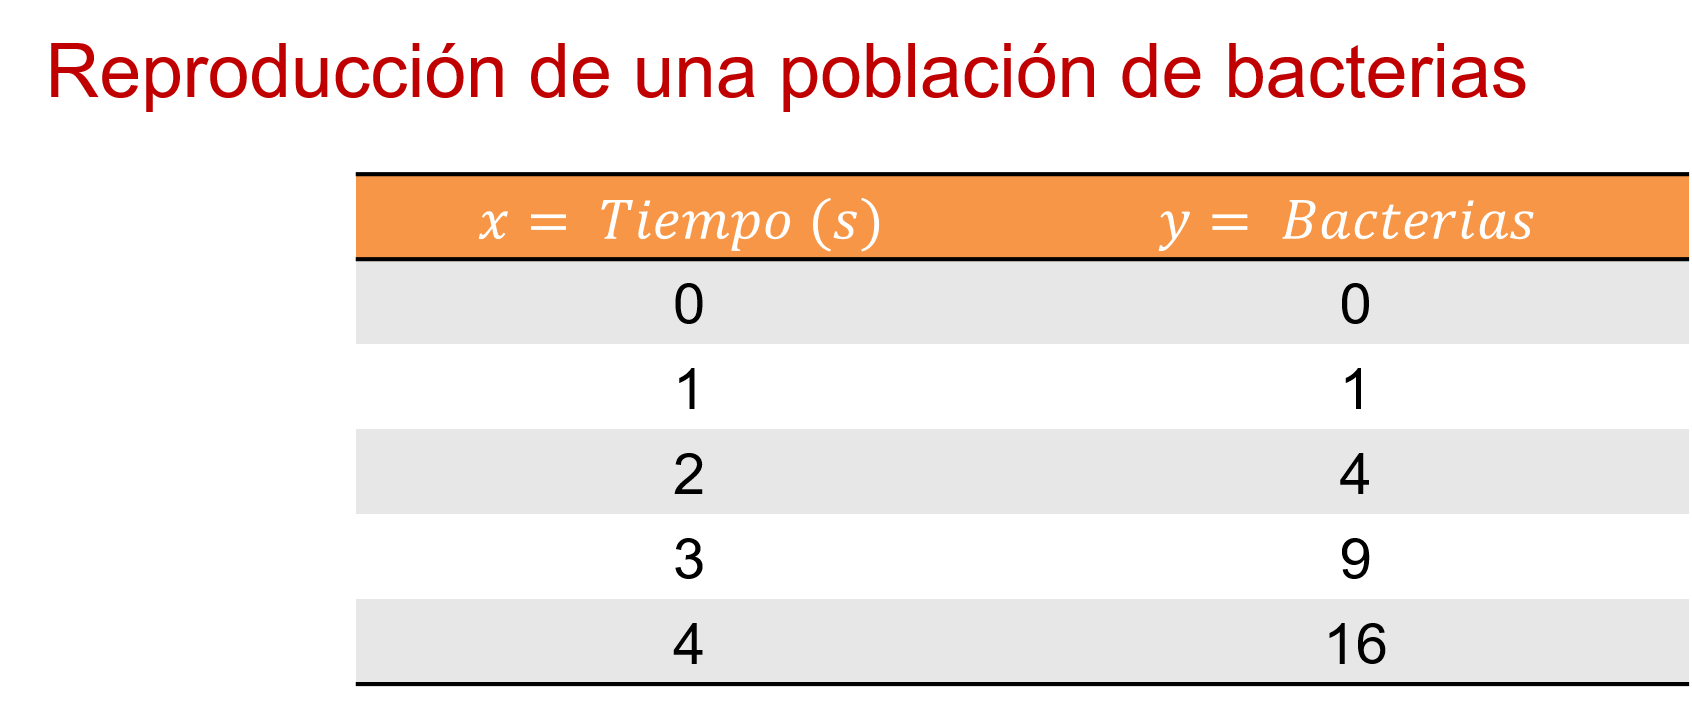 Reproducción de una población de bacterias
x = Tiempo (s) y = Bacterias
0 0
1 1
2 4
3 9
4 16